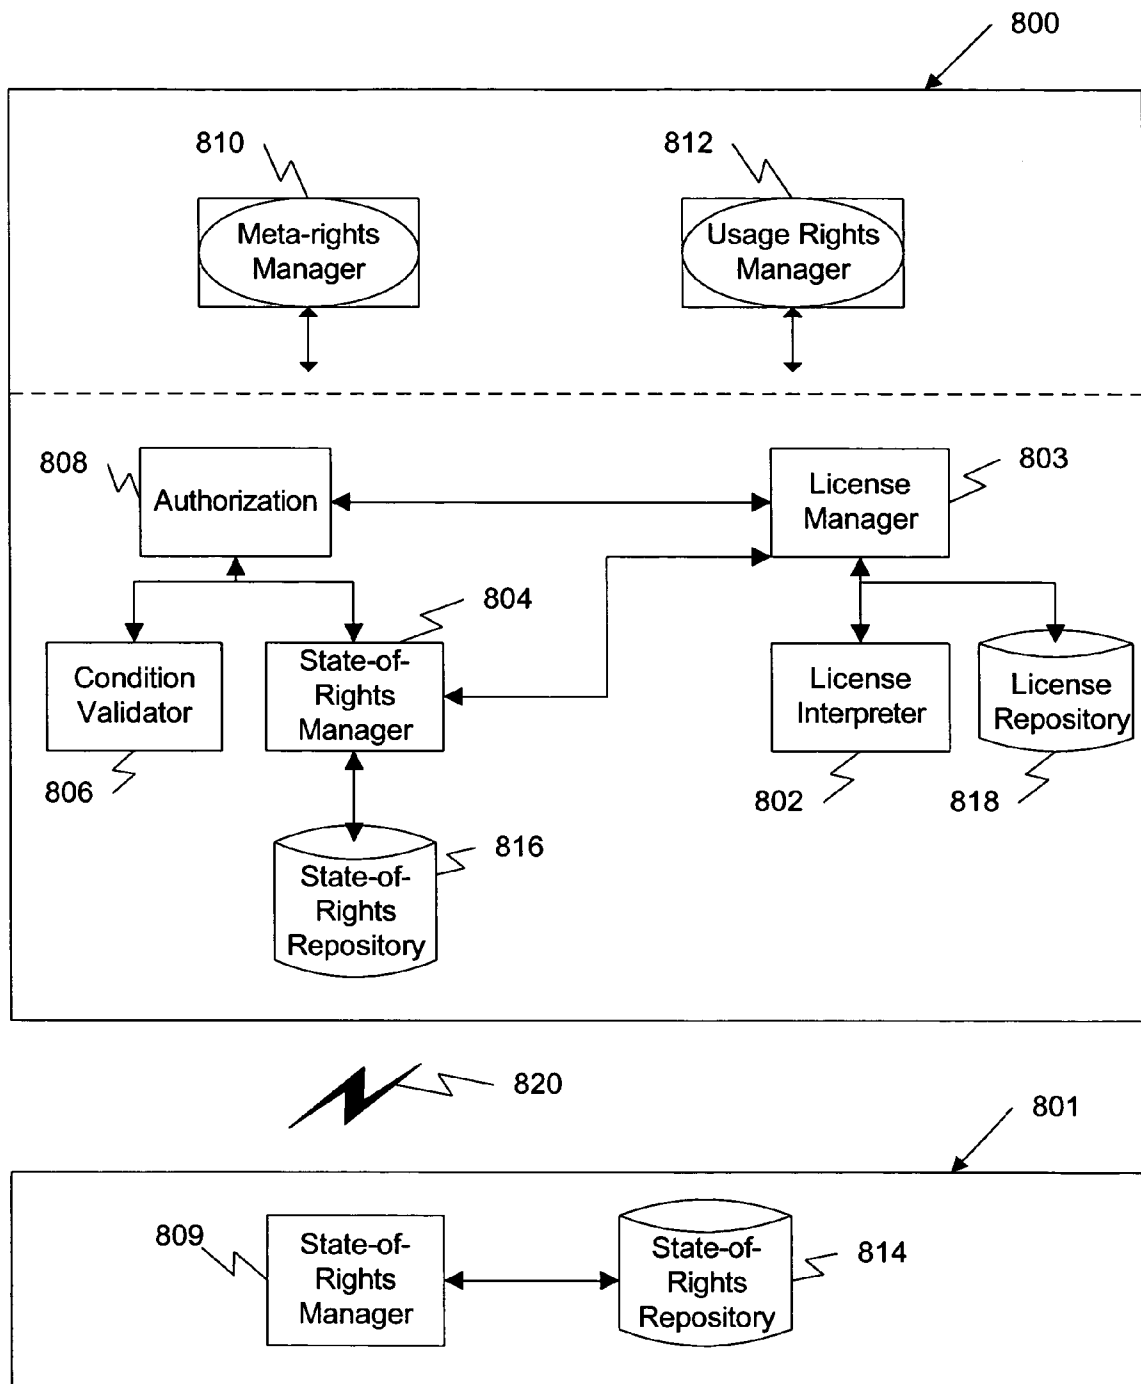 800
810
812
Meta-rights
Manager
Usage Rights
Manager
808
Authorization
License
Manager
803
804
Condition
Validator
State-of-
Rights
Manager
License
Interpreter
License
Repository
806
802
818
816
State-of-
Rights
Repository
820
801
809
State-of-
Rights
Manager
State-of-
Rights
Repository
814